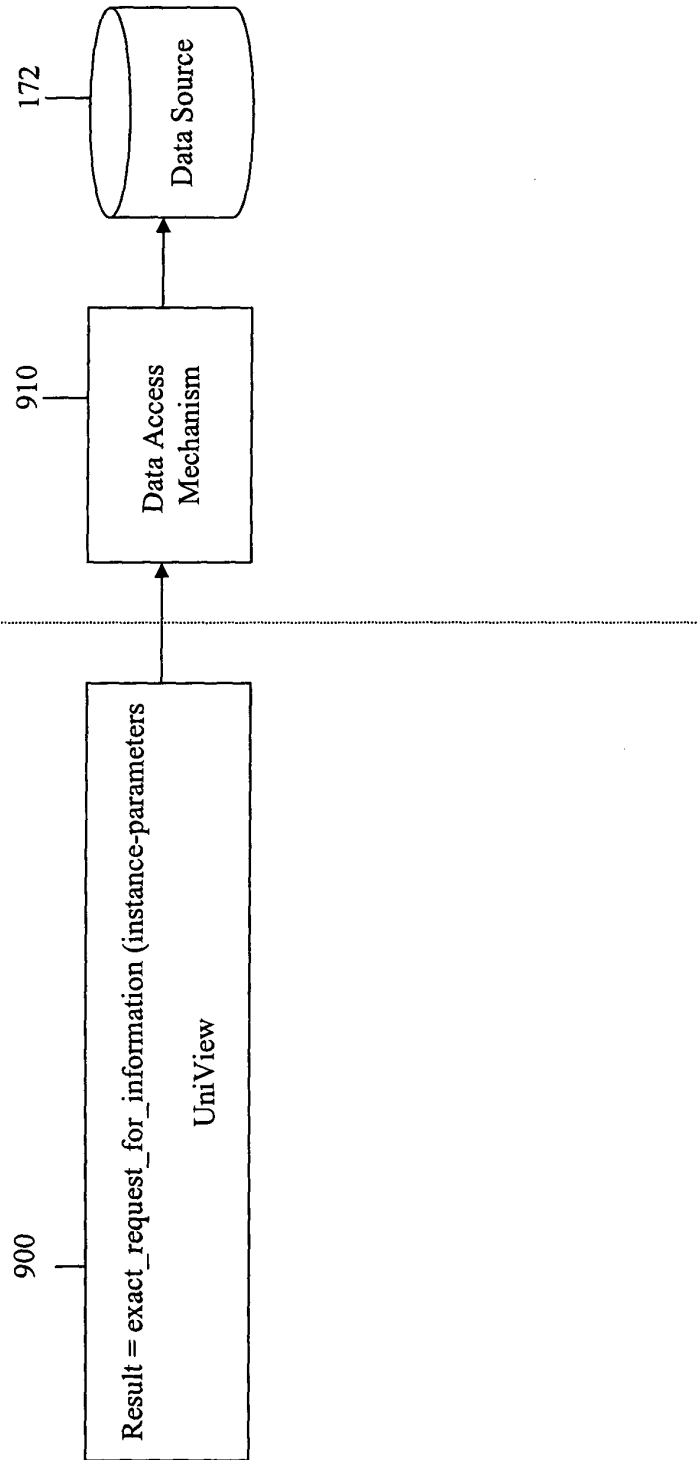 900
Result = exact_request_for_information (instance-parameters
UniView
910
Data Access
Mechanism
172
Data Source